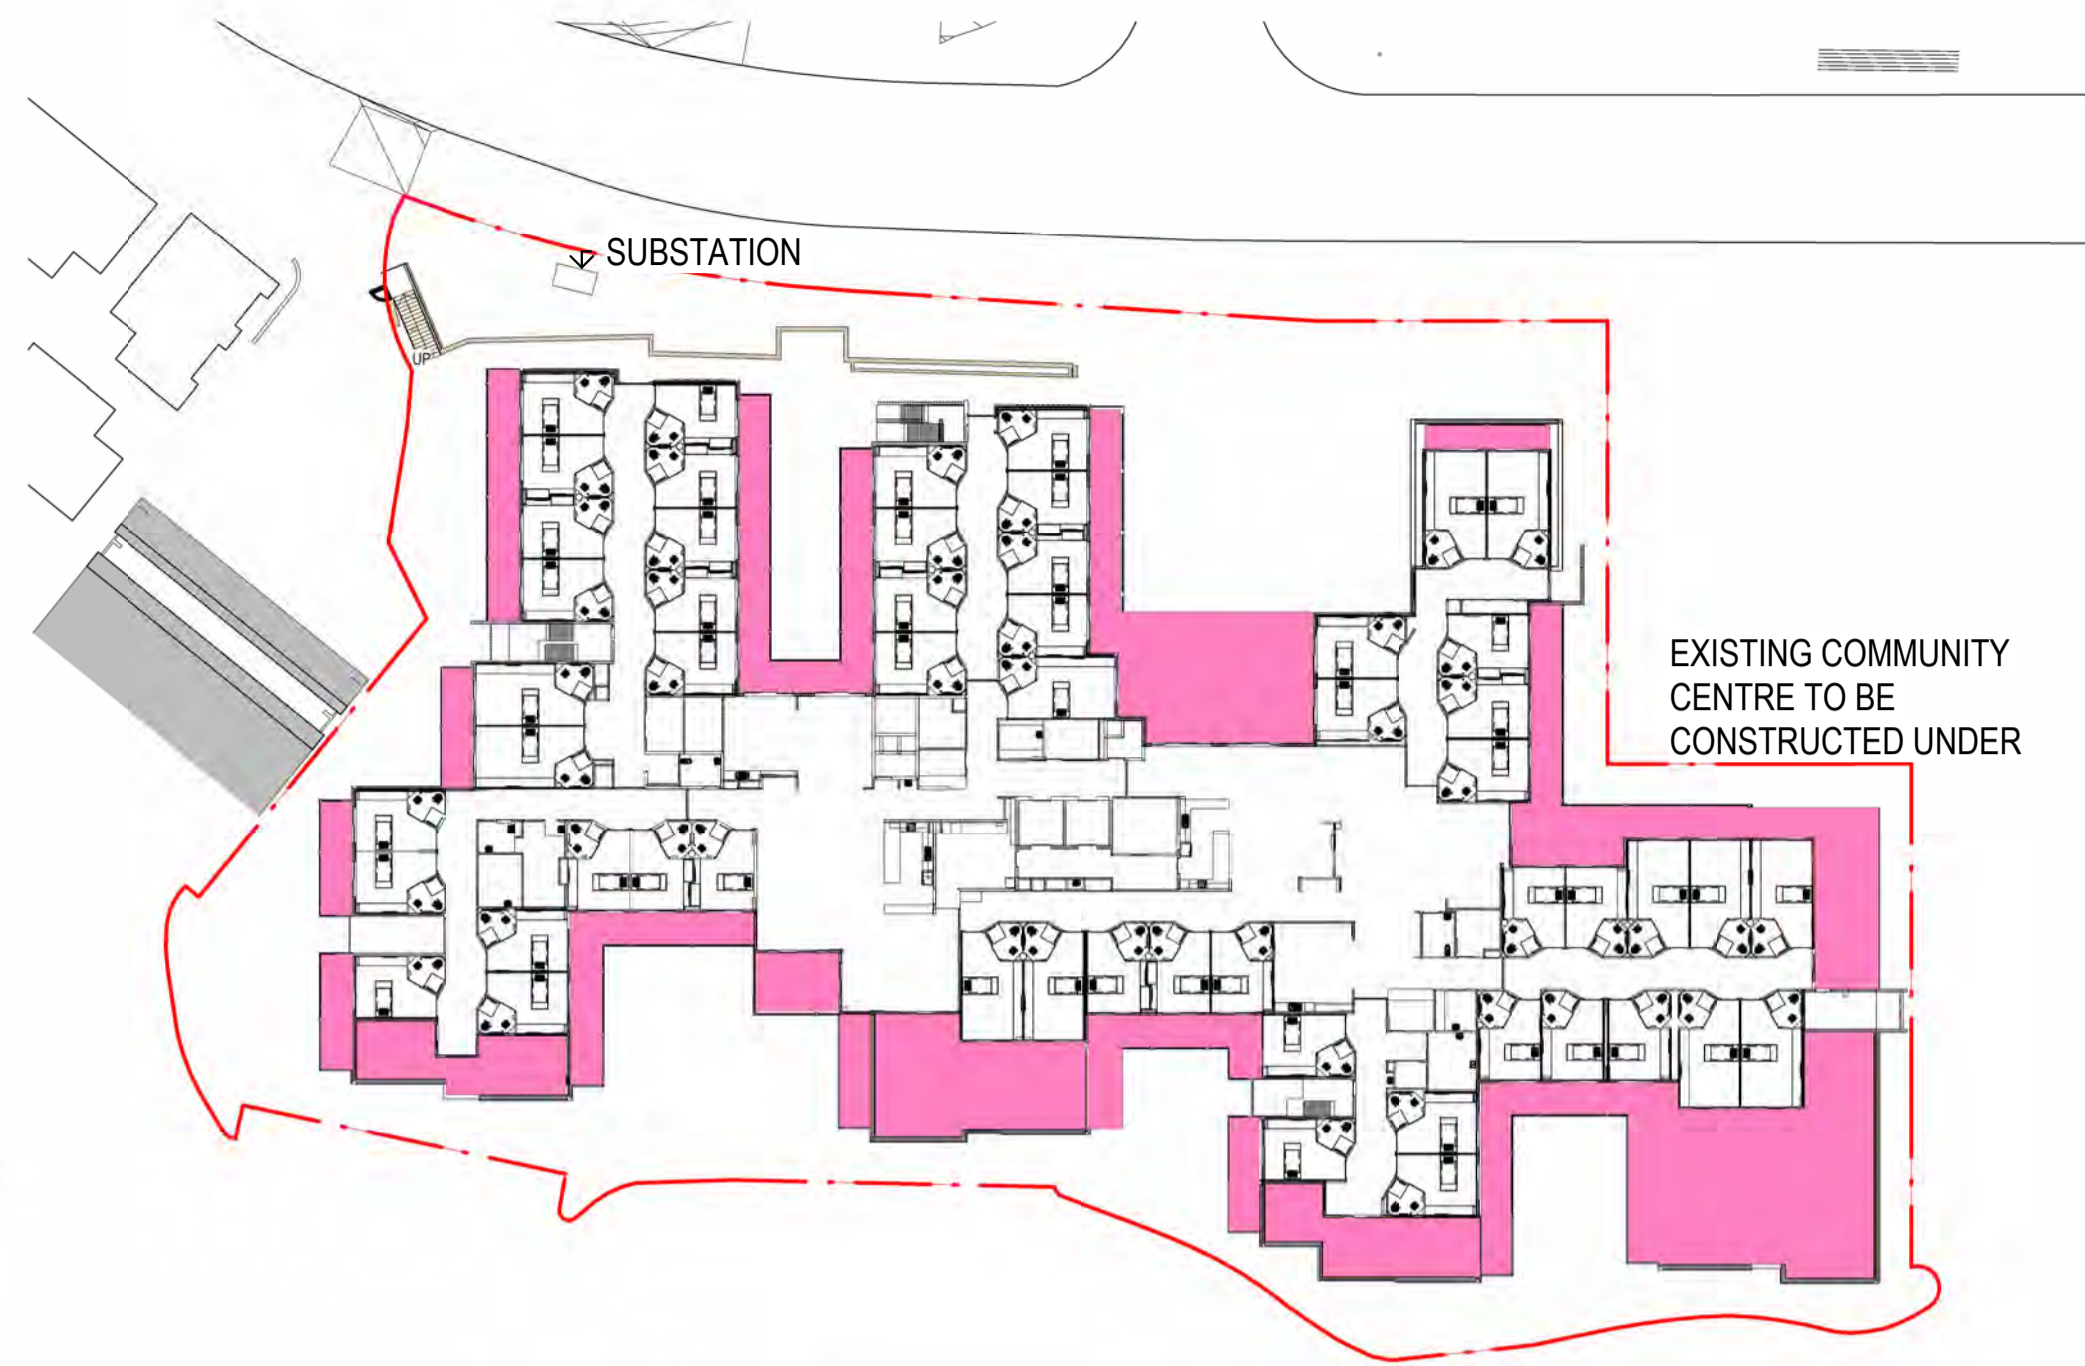 SUBSTATION
UP
EXISTING COMMUNITY
CENTRE TO BE
CONSTRUCTED UNDER